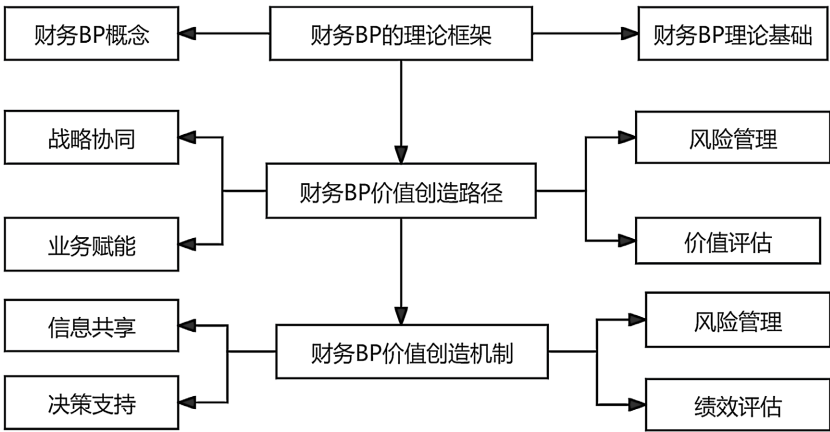 财务BP概念
财务BP的理论框架
财务BP理论基础
战略协同
风险管理
财务BP价值创造路径
业务赋能
价值评估
信息共享
风险管理
财务BP价值创造机制
决策支持
绩效评估